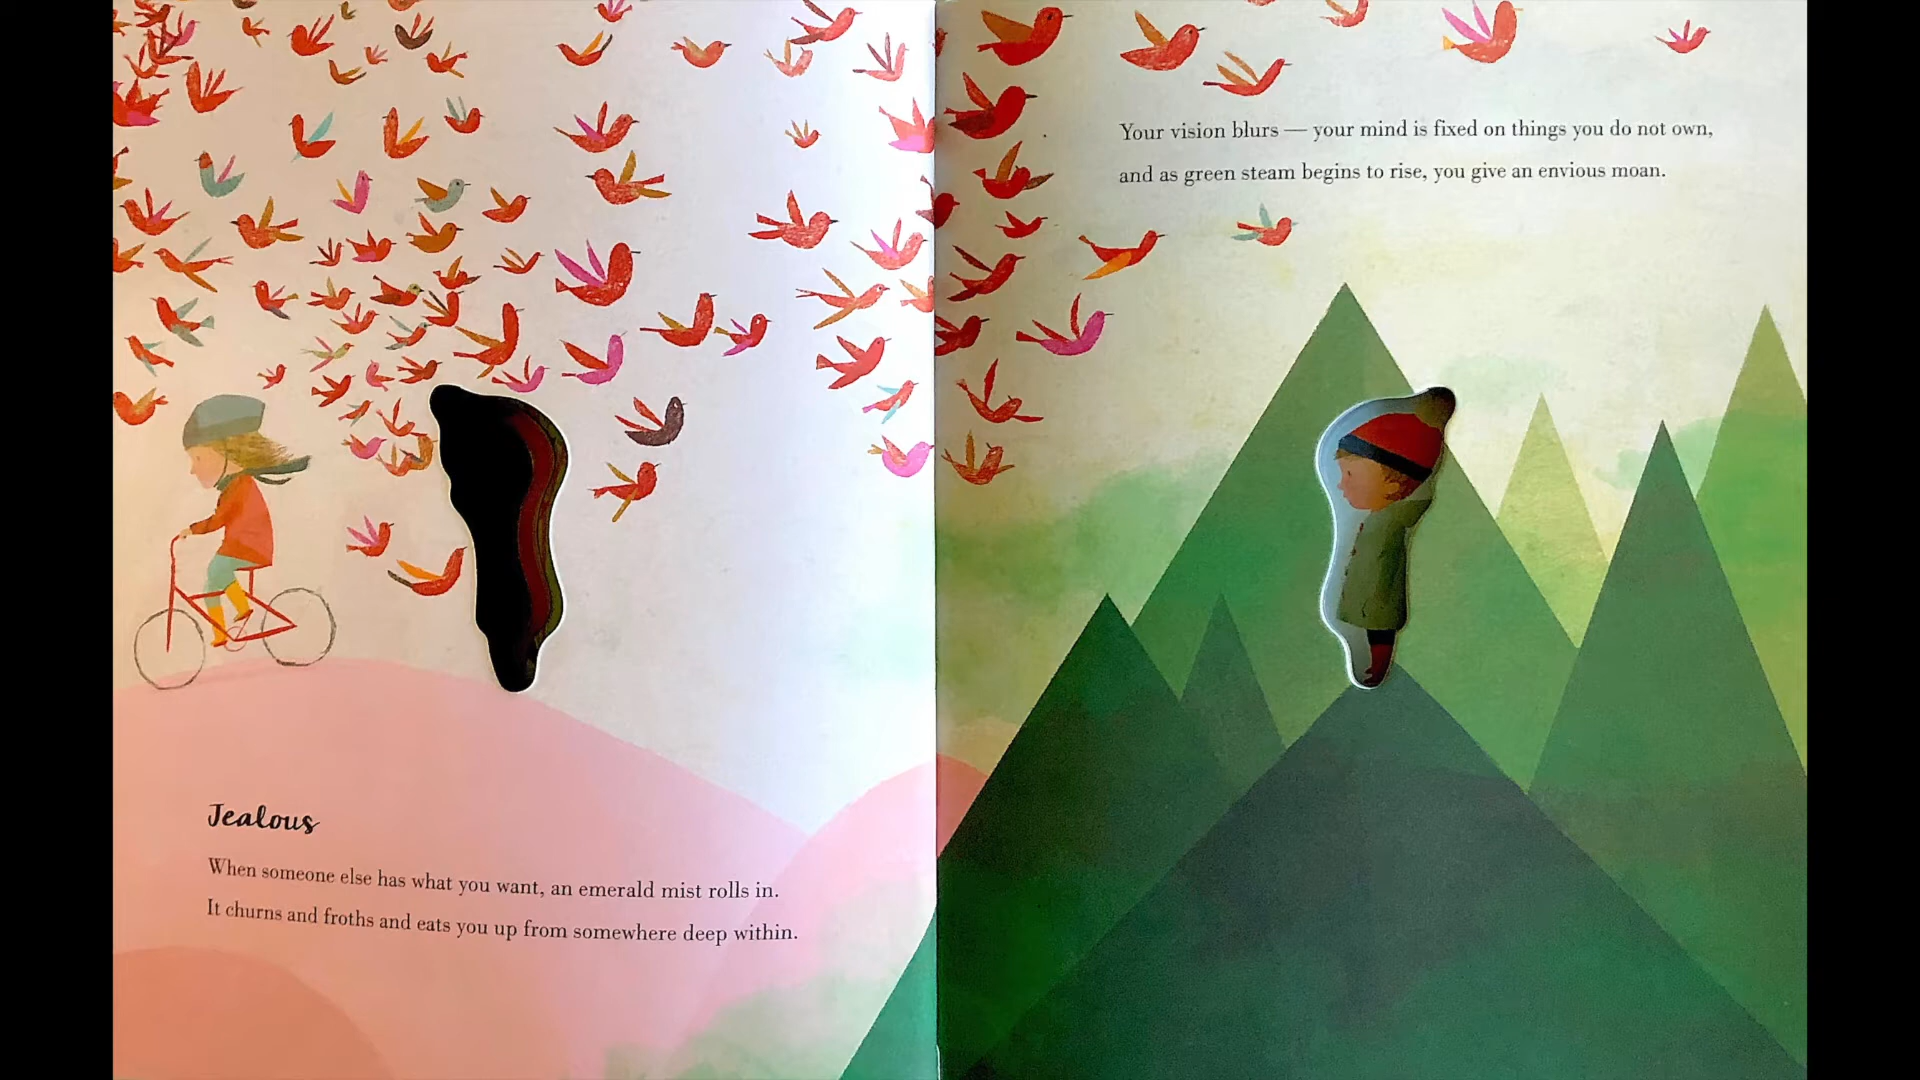 Jealous
When someone else has what you want, an emerald mist rolls in.
It churns and froths and eats you up from somewhere deep within.
Your vision blurs — your mind is fixed on things you do not own,
and as green steam begins to rise, you give an envious moan.